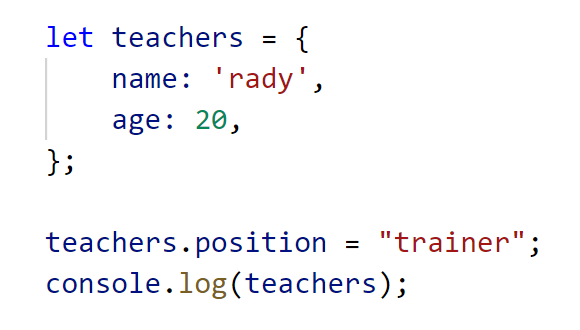 let teachers = {
    name: 'rady',
    age: 20,
};

teachers.position = "trainer";
console.log(teachers);